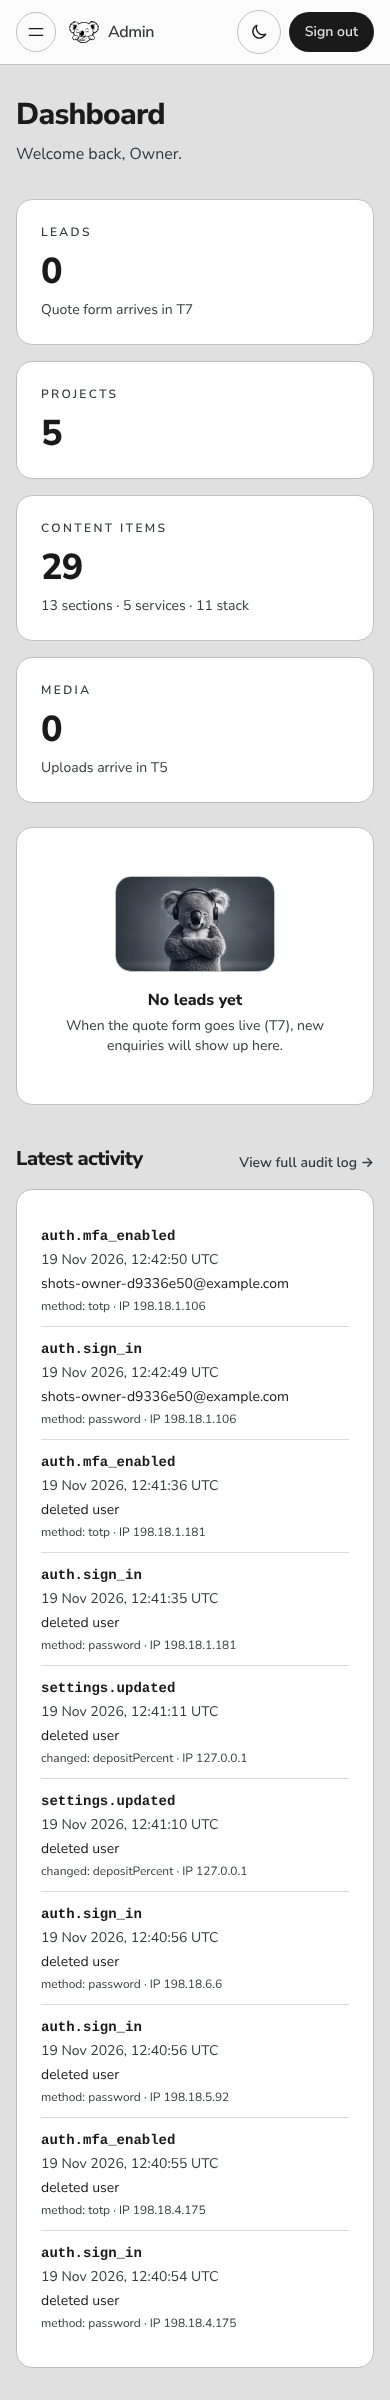 Admin
Sign out
Dashboard
Welcome back, Owner.
LEADS
0
Quote form arrives in T7
PROJECTS
5
CONTENT ITEMS
29
13 sections · 5 services · 11 stack
MEDIA
0
Uploads arrive in T5
No leads yet
When the quote form goes live (T7), new
enquiries will show up here.
Latest activity
View full audit log →
auth.mfa_enabled
19 Nov 2026, 12:42:50 UTC
shots-owner-d9336e50@example.com
method: totp · IP 198.18.1.106
auth.sign_in
19 Nov 2026, 12:42:49 UTC
shots-owner-d9336e50@example.com
method: password · IP 198.18.1.106
auth.mfa_enabled
19 Nov 2026, 12:41:36 UTC
deleted user
method: totp · IP 198.18.1.181
auth.sign_in
19 Nov 2026, 12:41:35 UTC
deleted user
method: password · IP 198.18.1.181
settings.updated
19 Nov 2026, 12:41:11 UTC
deleted user
changed: depositPercent · IP 127.0.0.1
settings.updated
19 Nov 2026, 12:41:10 UTC
deleted user
changed: depositPercent · IP 127.0.0.1
auth.sign_in
19 Nov 2026, 12:40:56 UTC
deleted user
method: password · IP 198.18.6.6
auth.sign_in
19 Nov 2026, 12:40:56 UTC
deleted user
method: password · IP 198.18.5.92
auth.mfa_enabled
19 Nov 2026, 12:40:55 UTC
deleted user
method: totp · IP 198.18.4.175
auth.sign_in
19 Nov 2026, 12:40:54 UTC
deleted user
method: password · IP 198.18.4.175